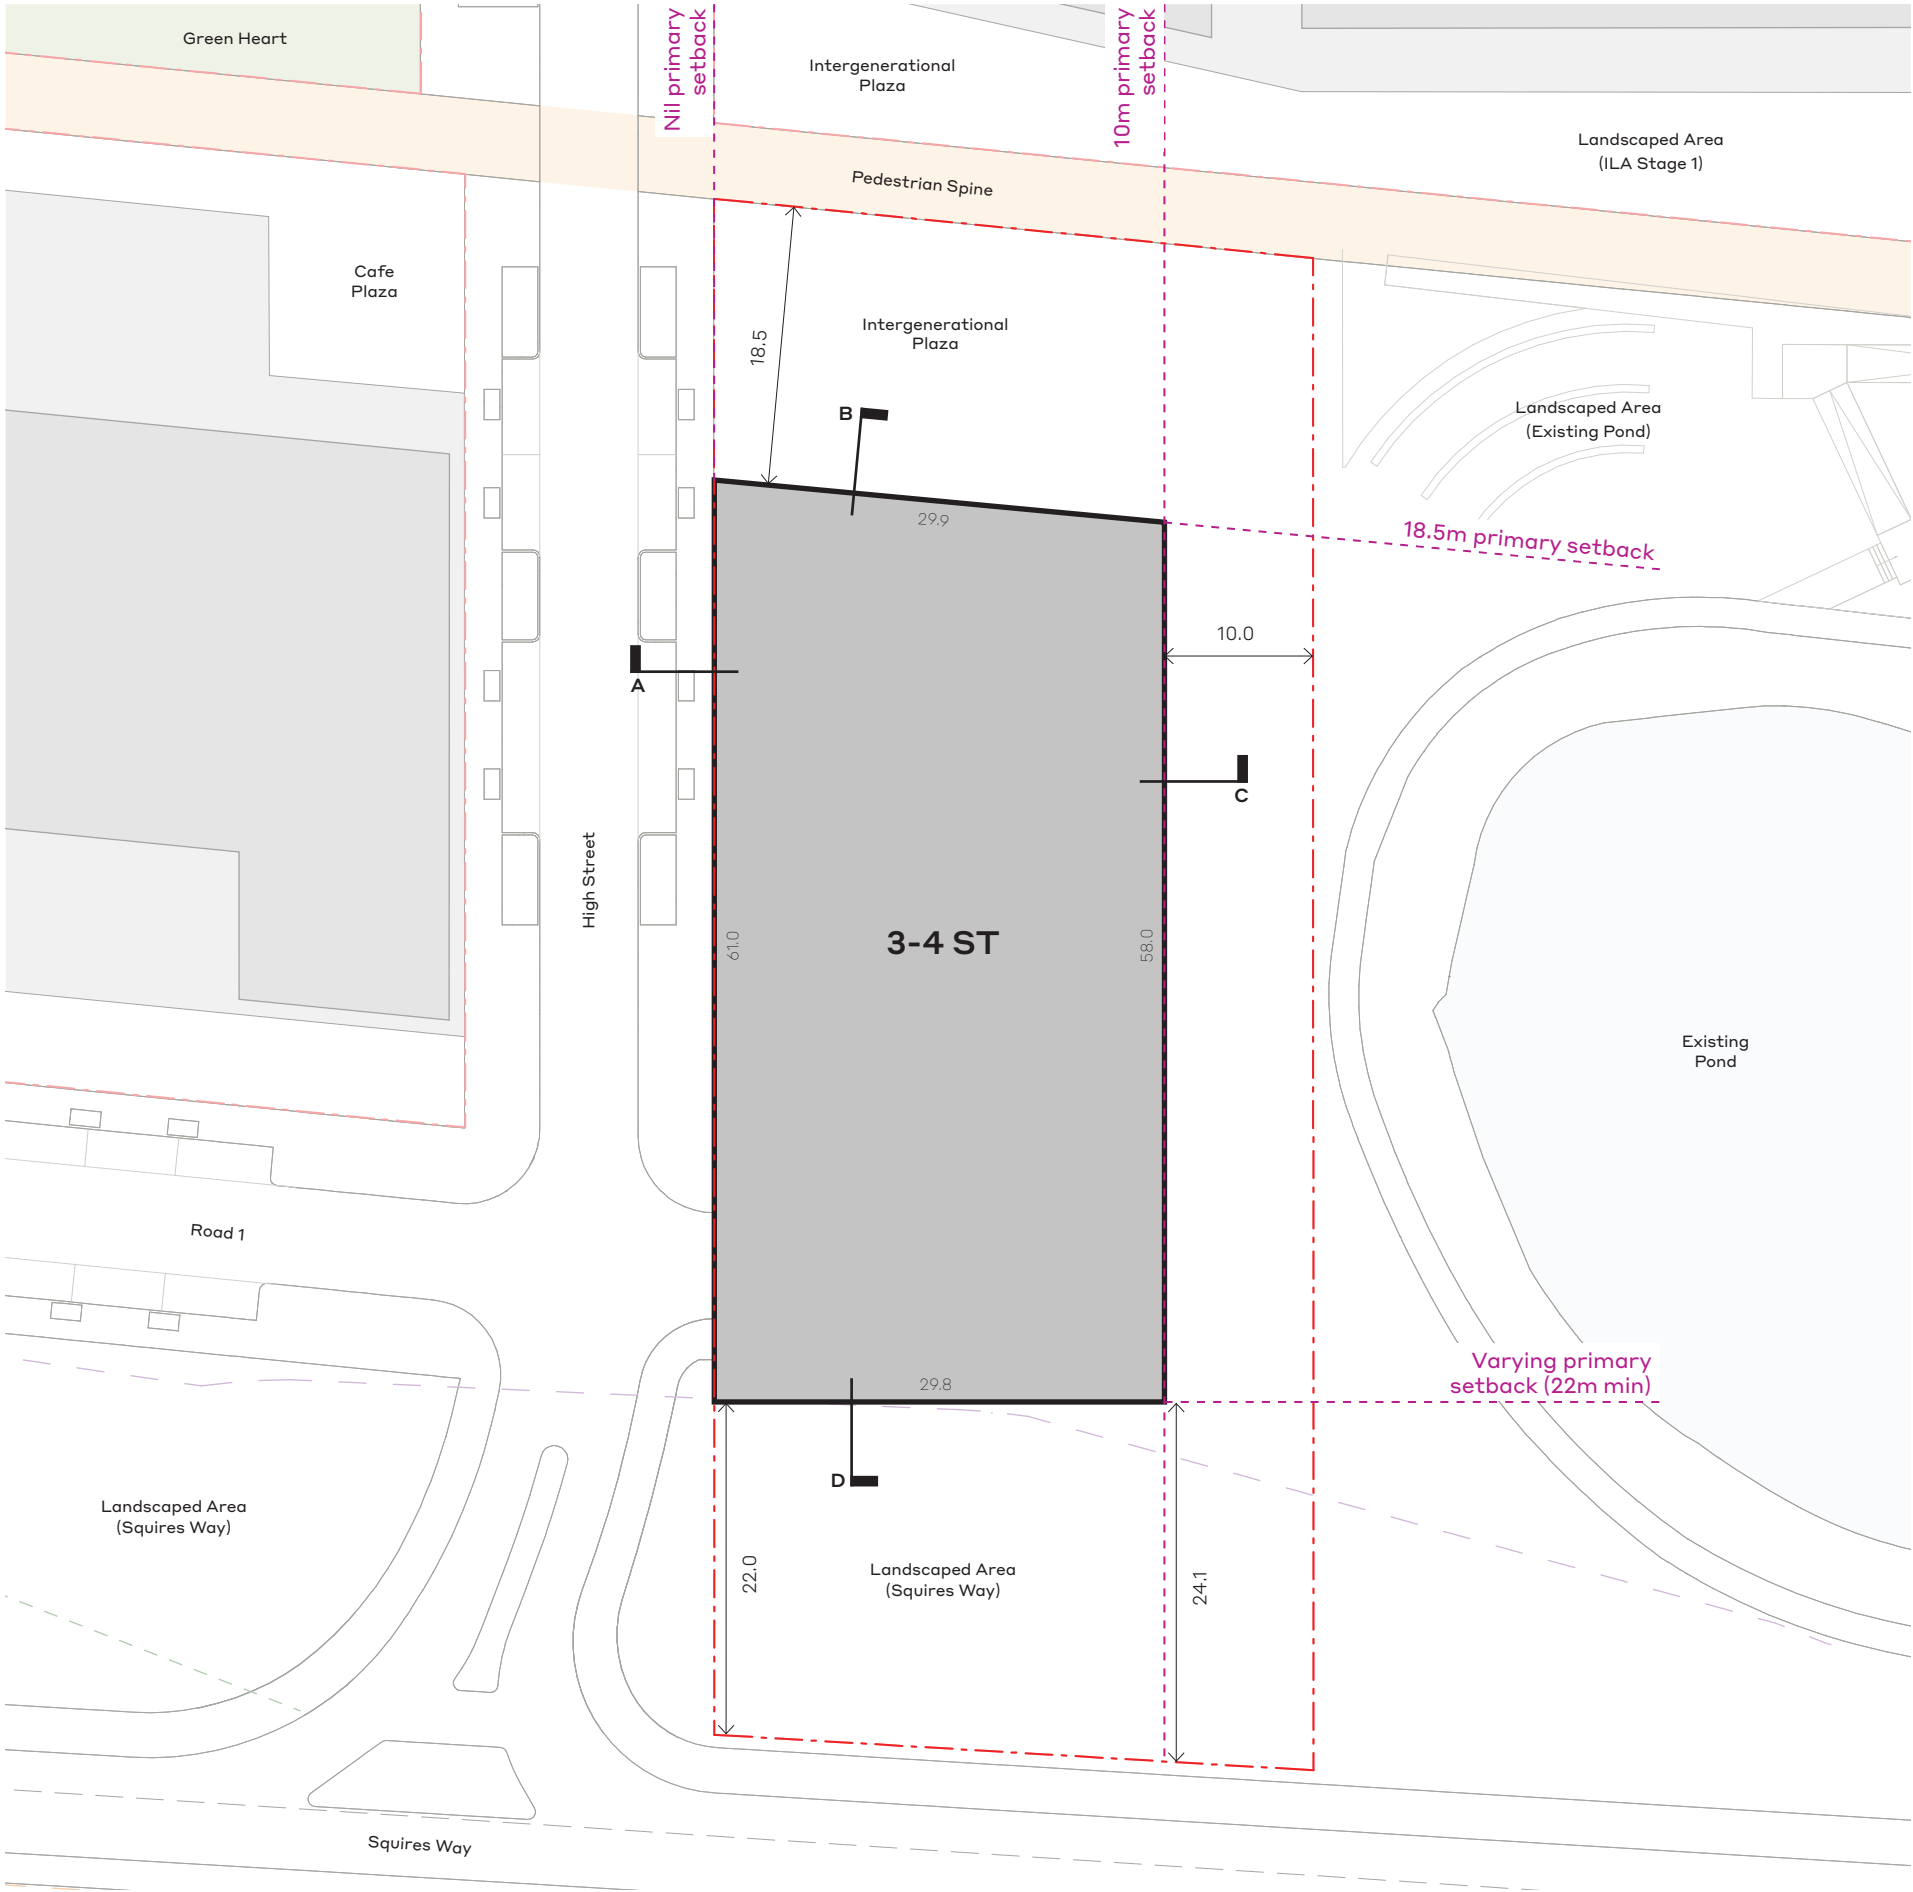 Green Heart
Nil primary
setback
Intergenerational
Plaza
10m primary
setback
Landscaped Area
(ILA Stage 1)
Pedestrian Spine
Cafe
Plaza
18.5
Intergenerational
Plaza
Landscaped Area
(Existing Pond)
B
29.9
18.5m primary setback
10.0
A
C
High Street
61.0
3-4 ST
58.0
Existing
Pond
Road 1
29.8
Varying primary
setback (22m min)
D
Landscaped Area
(Squires Way)
22.0
Landscaped Area
(Squires Way)
24.1
Squires Way